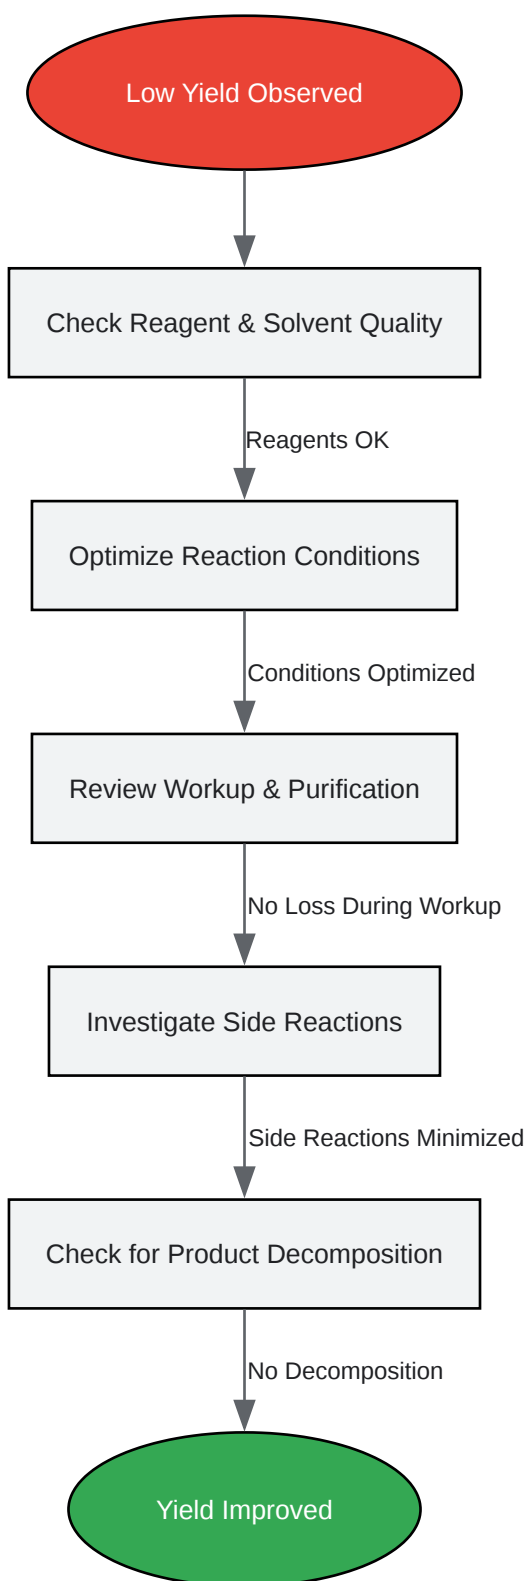 Low Yield Observed
Check Reagent & Solvent Quality
Reagents OK
Optimize Reaction Conditions
Conditions Optimized
Review Workup & Purification
No Loss During Workup
Investigate Side Reactions
Side Reactions Minimized
Check for Product Decomposition
No Decomposition
Yield Improved